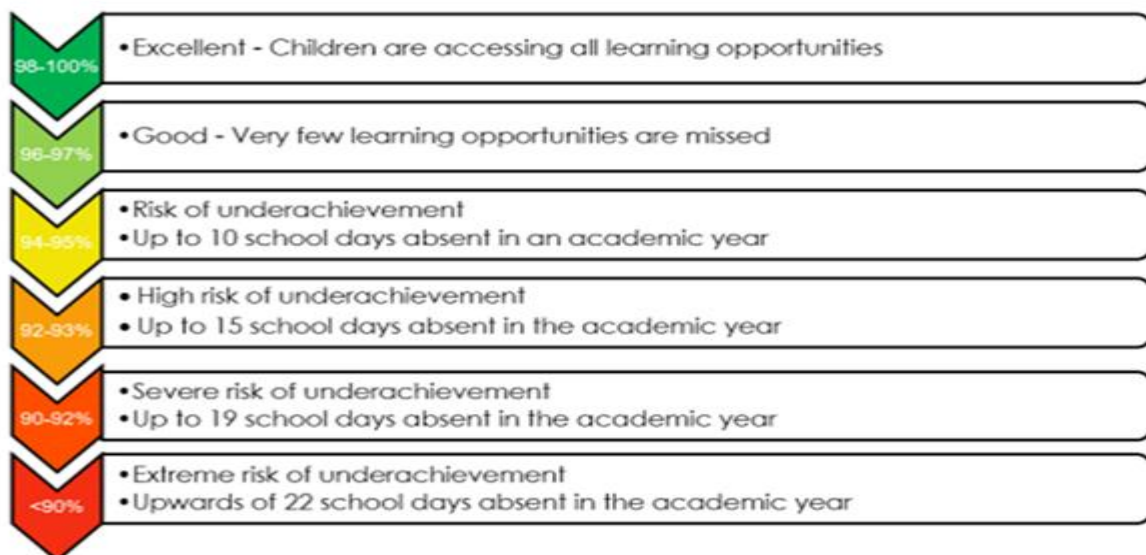 98-100%
•Excellent - Children are accessing all learning opportunities
96-97%
•Good - Very few learning opportunities are missed
94-95%
•Risk of underachievement
•Up to 10 school days absent in an academic year
92-93%
• High risk of underachievement
• Up to 15 school days absent in the academic year
90-92%
•Severe risk of underachievement
•Up to 19 school days absent in the academic year
<90%
•Extreme risk of underachievement
•Upwards of 22 school days absent in the academic year